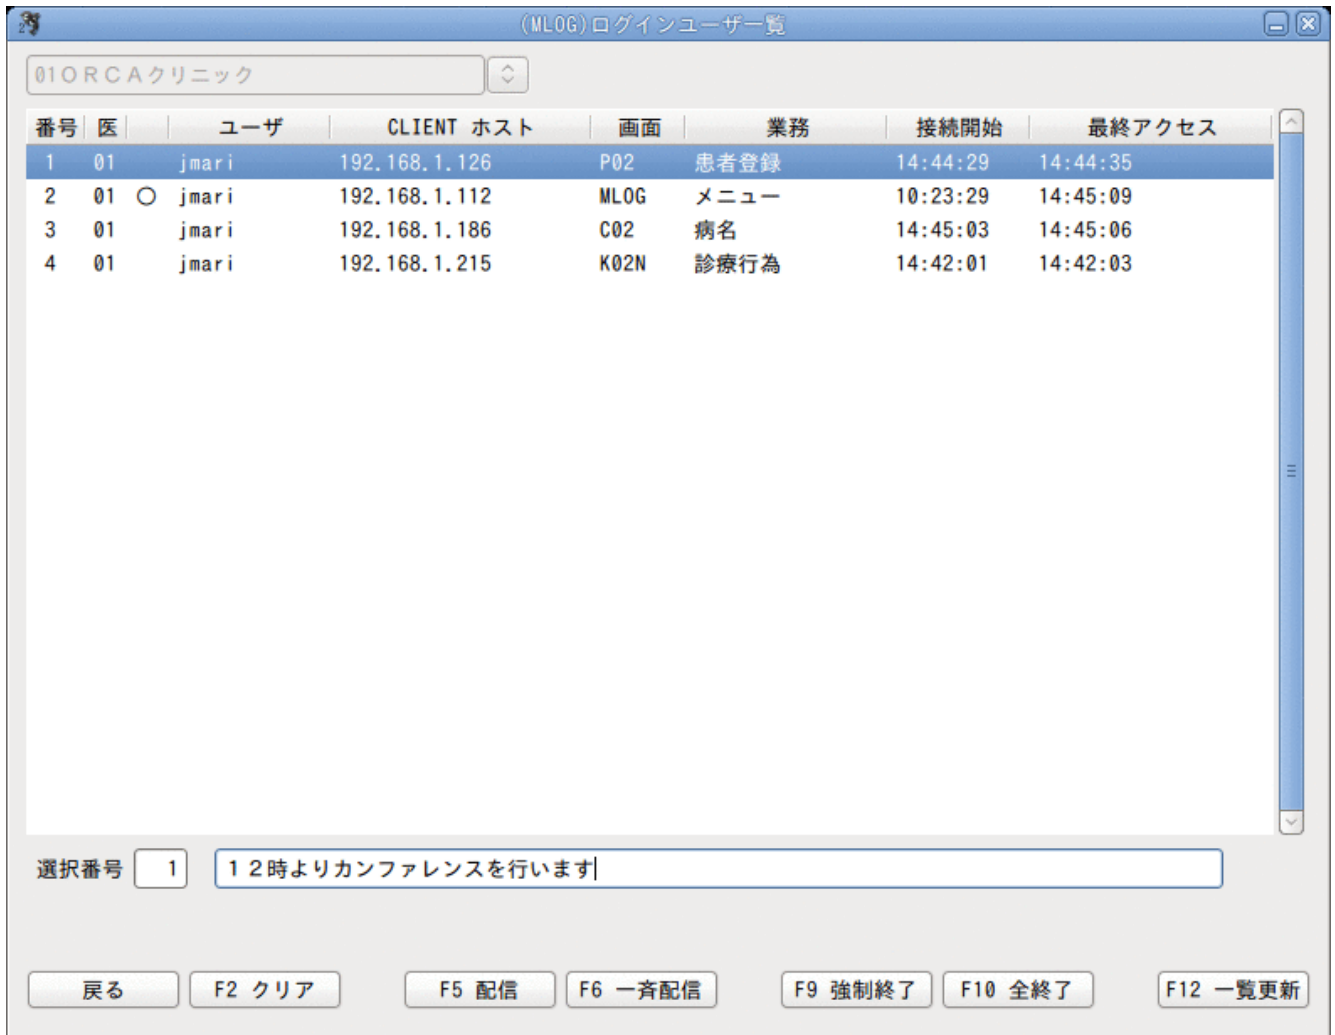 (MLOG)ログインユーザ一覧
01ORCAクリニック
番号 医 ユーザ CLIENT ホスト 画面 業務 接続開始 最終アクセス
1 01 jmari 192.168.1.126 P02 患者登録 14:44:29 14:44:35
2 01 ○ jmari 192.168.1.112 MLOG メニュー 10:23:29 14:45:09
3 01 jmari 192.168.1.186 C02 病名 14:45:03 14:45:06
4 01 jmari 192.168.1.215 K02N 診療行為 14:42:01 14:42:03
選択番号 1 12時よりカンファレンスを行います
戻る F2 クリア F5 配信 F6 一斉配信 F9 強制終了 F10 全終了 F12 一覧更新